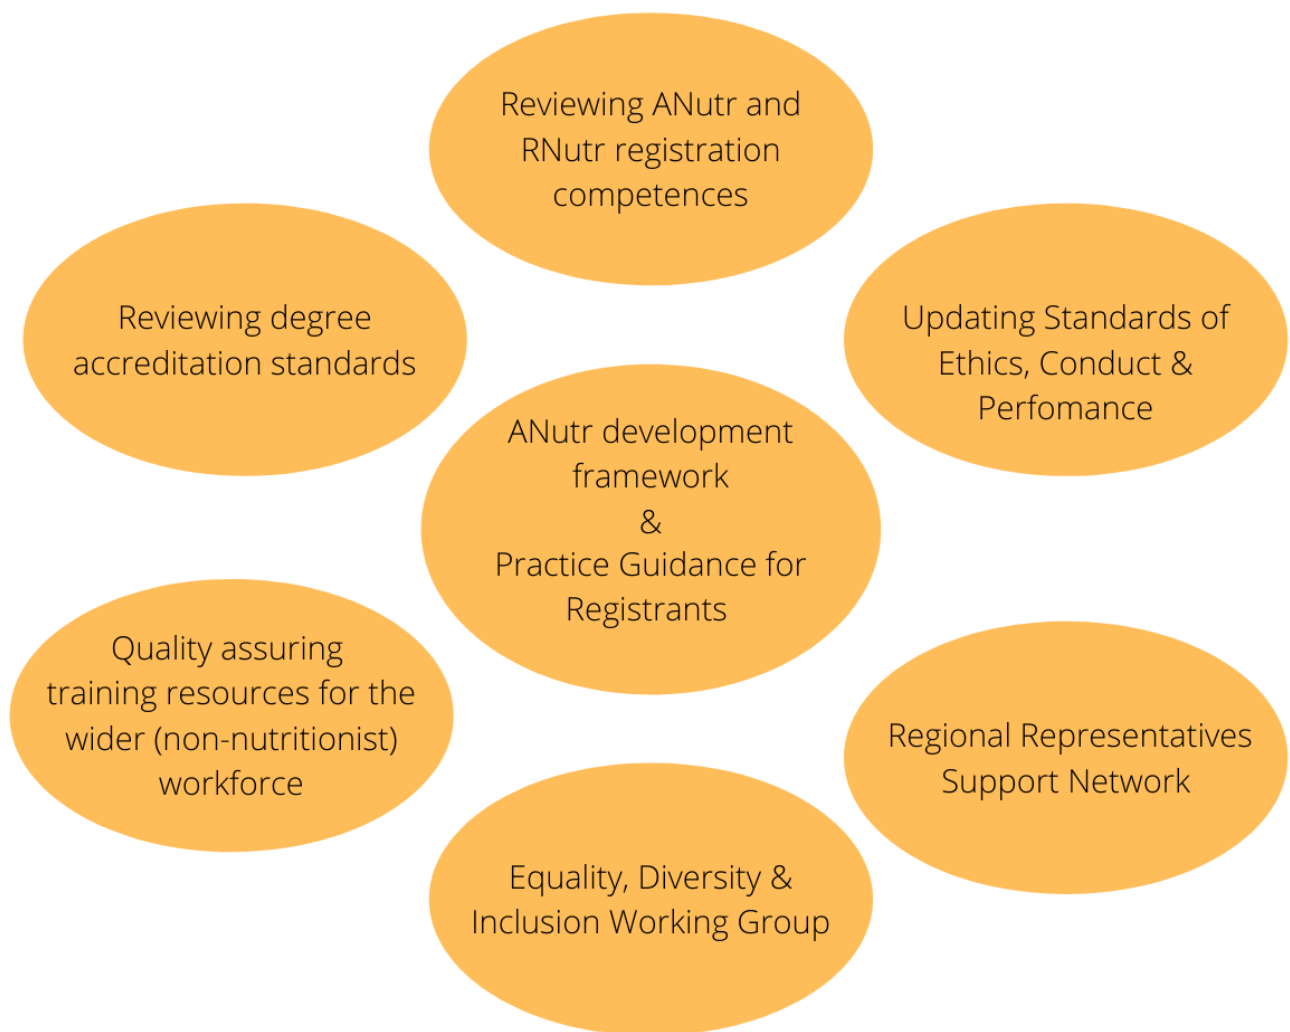 Reviewing ANutr and
RNutr registration
competences
Reviewing degree
accreditation standards
Updating Standards of
Ethics, Conduct &
Perfomance
ANutr development
framework
&
Practice Guidance for
Registrants
Quality assuring
training resources for the
wider (non-nutritionist)
workforce
Regional Representatives
Support Network
Equality, Diversity &
Inclusion Working Group